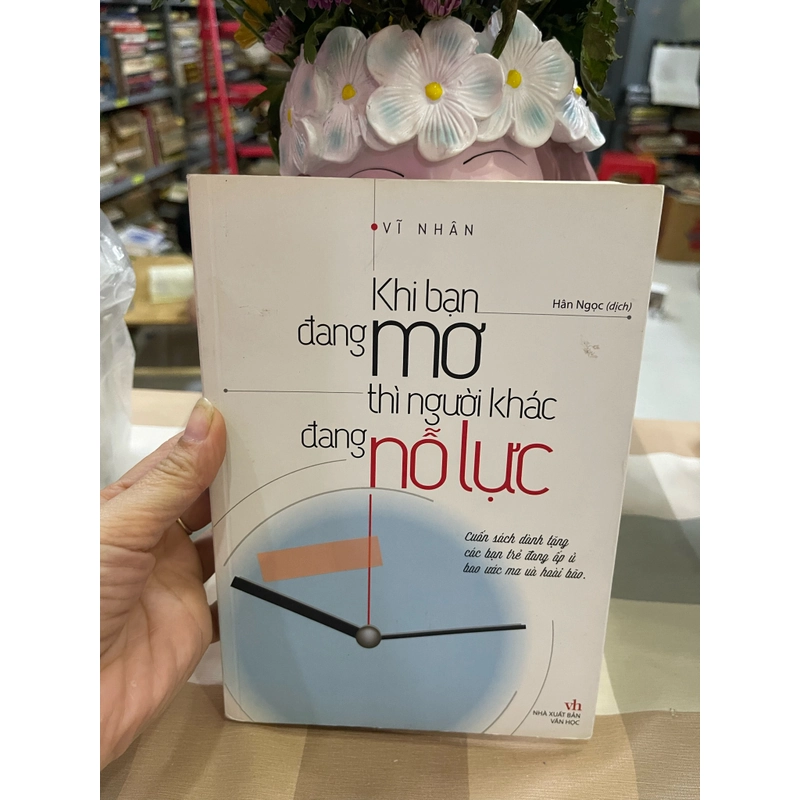 VĨ NHÂN
Khi bạn
Hân Ngọc (dịch)
đang mơ
thì người khác
đang nỗ lực
Cuốn sách dành tặng
các bạn trẻ đang ấp ủ
bao ước mơ và hoài bão.
vh
NHÀ XUẤT BẢN
VĂN HỌC